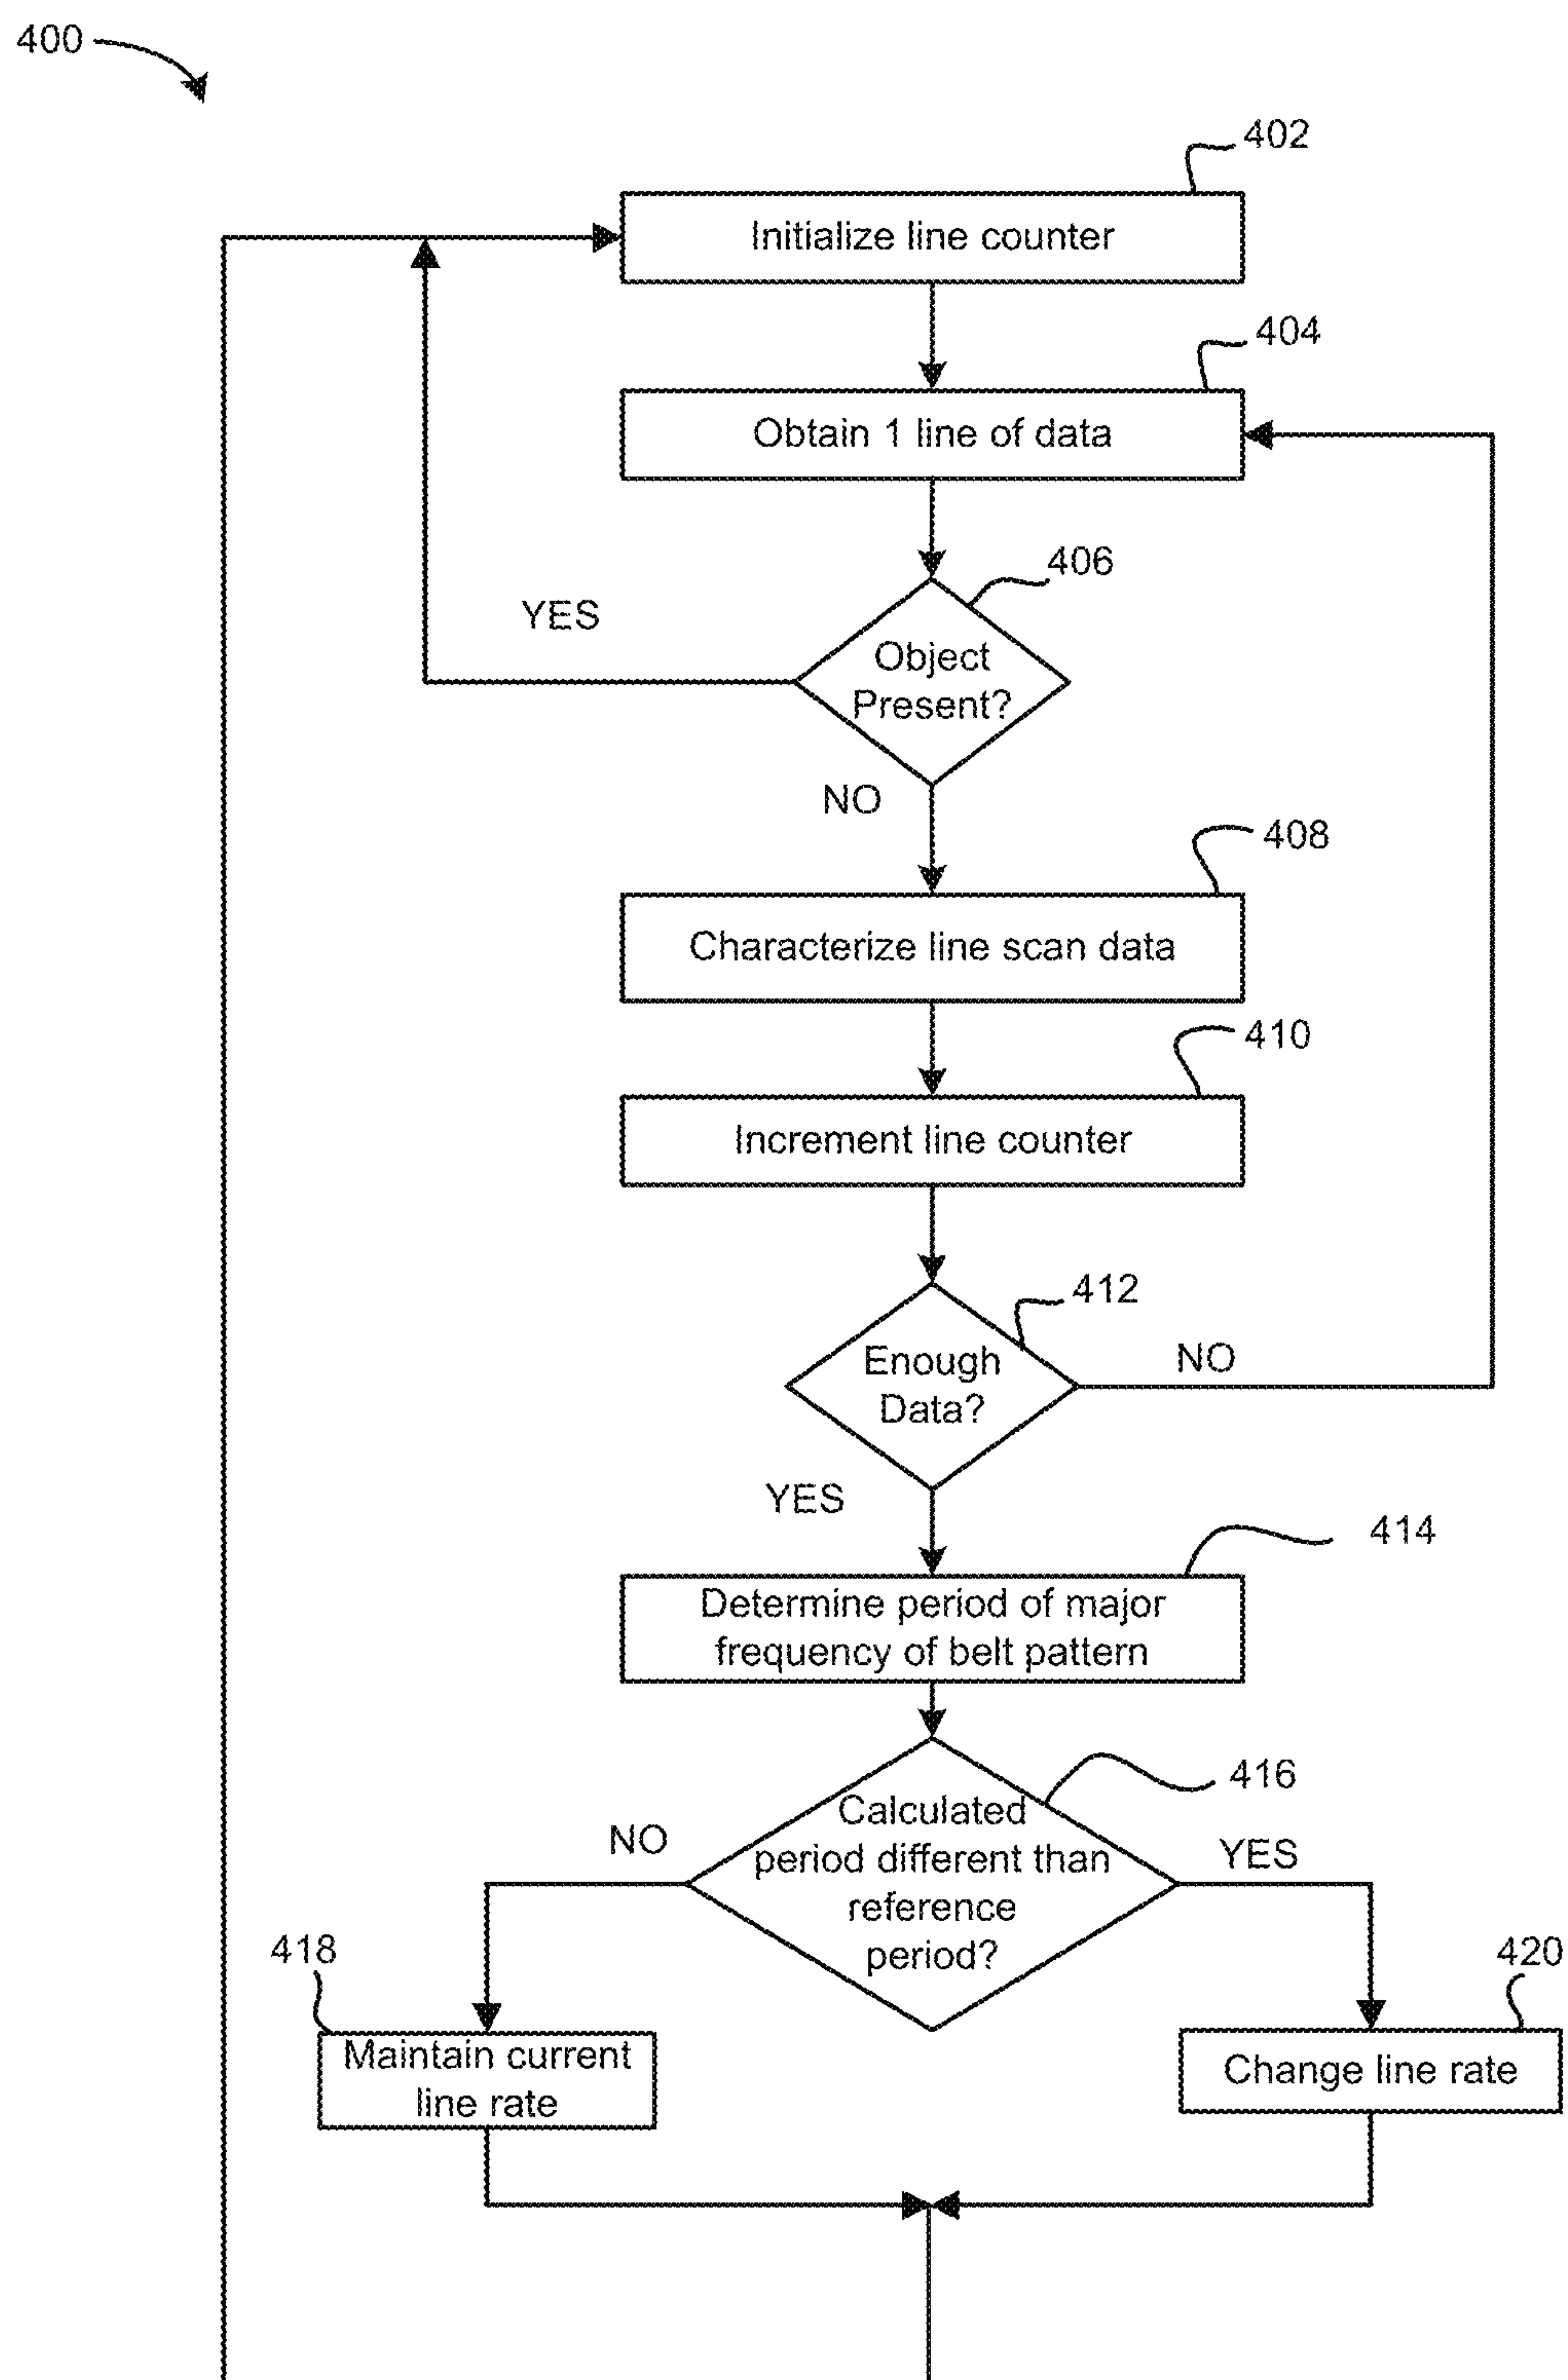 400
402
Initialize line counter
404
Obtain 1 line of data
406
YES
Object
Present?
NO
408
Characterize line scan data
410
Increment line counter
412
Enough
Data?
NO
YES
414
Determine period of major
frequency of belt pattern
416
Calculated
period different than
reference
period?
NO
YES
418
Maintain current
line rate
420
Change line rate